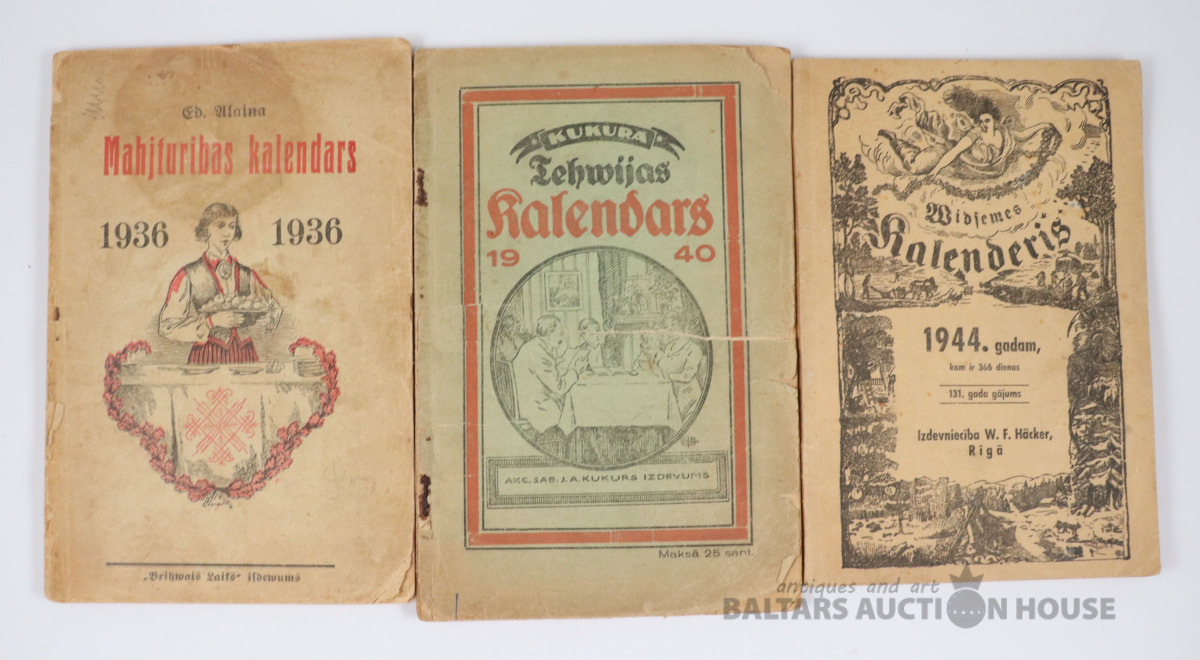 Ed. Alaina
Mahjturibas kalendars
1936 1936
„Brihwais Laiks“ isdewums
KUKURA
Tehwijas
Kalendars
19 40
AKC. SAB. J. A. KUKURS IZDEVUMS
Maksā 25 sant.
Widsemes
Kalenderis
1944. gadam,
kam ir 366 dienas
131. gada gājums
Izdevniecība W. F. Häcker,
Rīgā
antiques and art
BALTARS AUCTION HOUSE